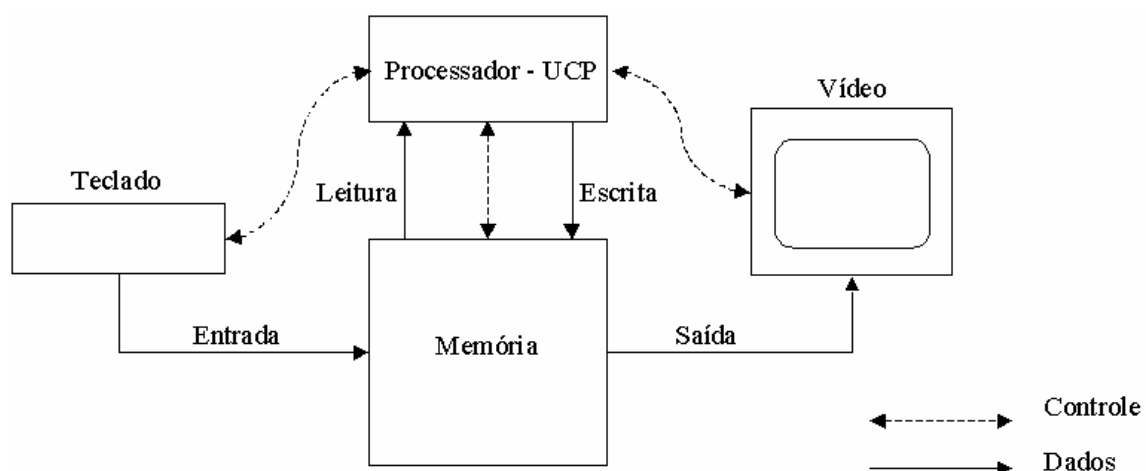 Processador - UCP
Vídeo
Teclado
Leitura
Escrita
Entrada
Memória
Saída
Controle
Dados